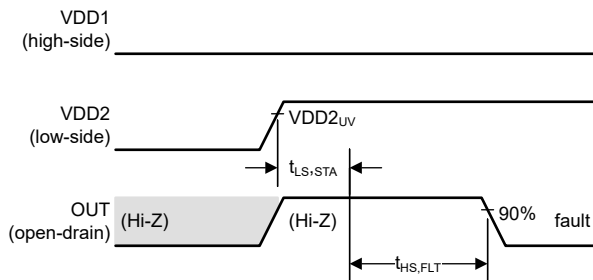 VDD1
(high-side)
VDD2
(low-side)
VDD2UV
tLS,STA
OUT
(open-drain)
(Hi-Z)
(Hi-Z)
90%
fault
tHS,FLT